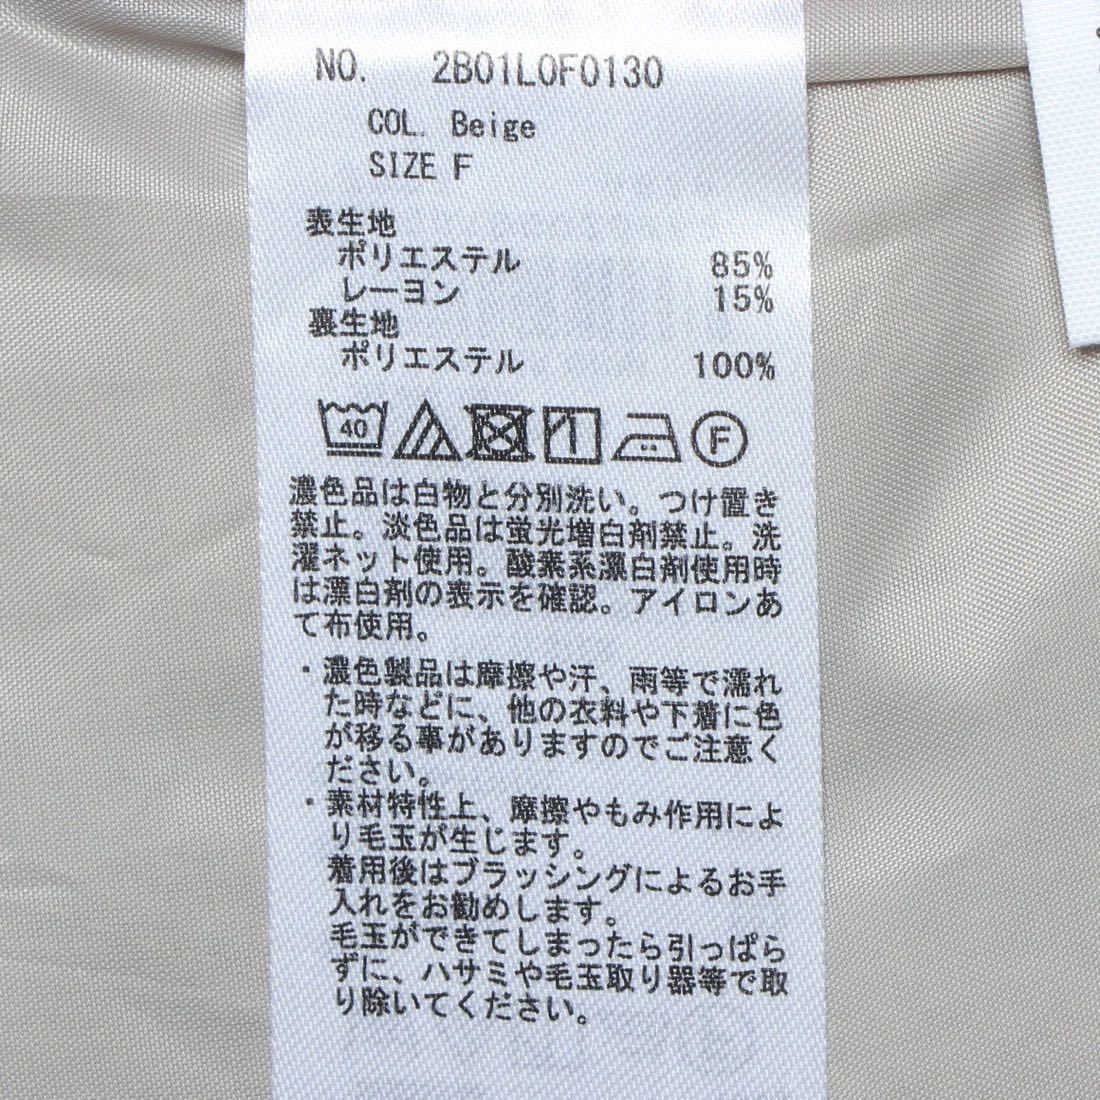 NO. 2B01L0F0130
COL. Beige
SIZE F
表生地
ポリエステル 85%
レーヨン 15%
裏生地
ポリエステル 100%
40 F
濃色品は白物と分別洗い。つけ置き
禁止。淡色品は蛍光増白剤禁止。洗
濯ネット使用。酸素系漂白剤使用時
は漂白剤の表示を確認。アイロンあ
て布使用。
・濃色製品は摩擦や汗、雨等で濡れ
た時などに、他の衣料や下着に色
が移る事がありますのでご注意く
ださい。
・素材特性上、摩擦やもみ作用によ
り毛玉が生じます。
着用後はブラッシングによるお手
入れをお勧めします。
毛玉ができてしまったら引っぱら
ずに、ハサミや毛玉取り器等で取
り除いてください。